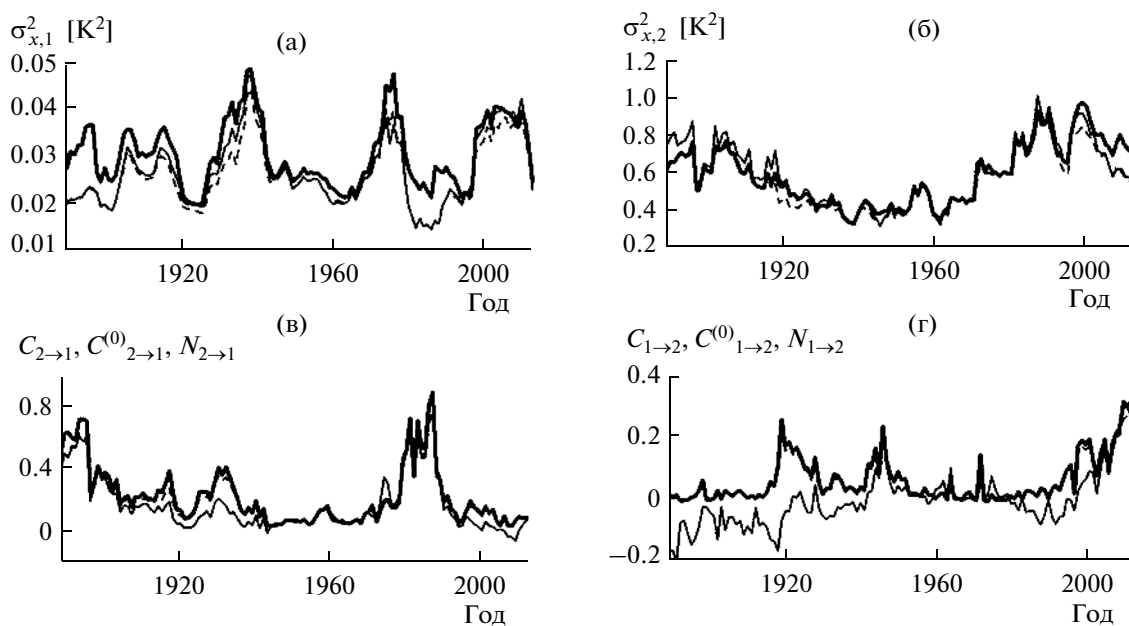 σ²ₓ,₁ [K²]
(а)
0.05
0.04
0.03
0.02
0.01
1920 1960 2000
Год
σ²ₓ,₂ [K²]
(б)
1.2
1.0
0.8
0.6
0.4
0.2
1920 1960 2000
Год
(в)
C₂→₁, C⁽⁰⁾₂→₁, N₂→₁
0.8
0.4
0
1920 1960 2000
Год
(г)
C₁→₂, C⁽⁰⁾₁→₂, N₁→₂
0.4
0.2
0
−0.2
1920 1960 2000
Год